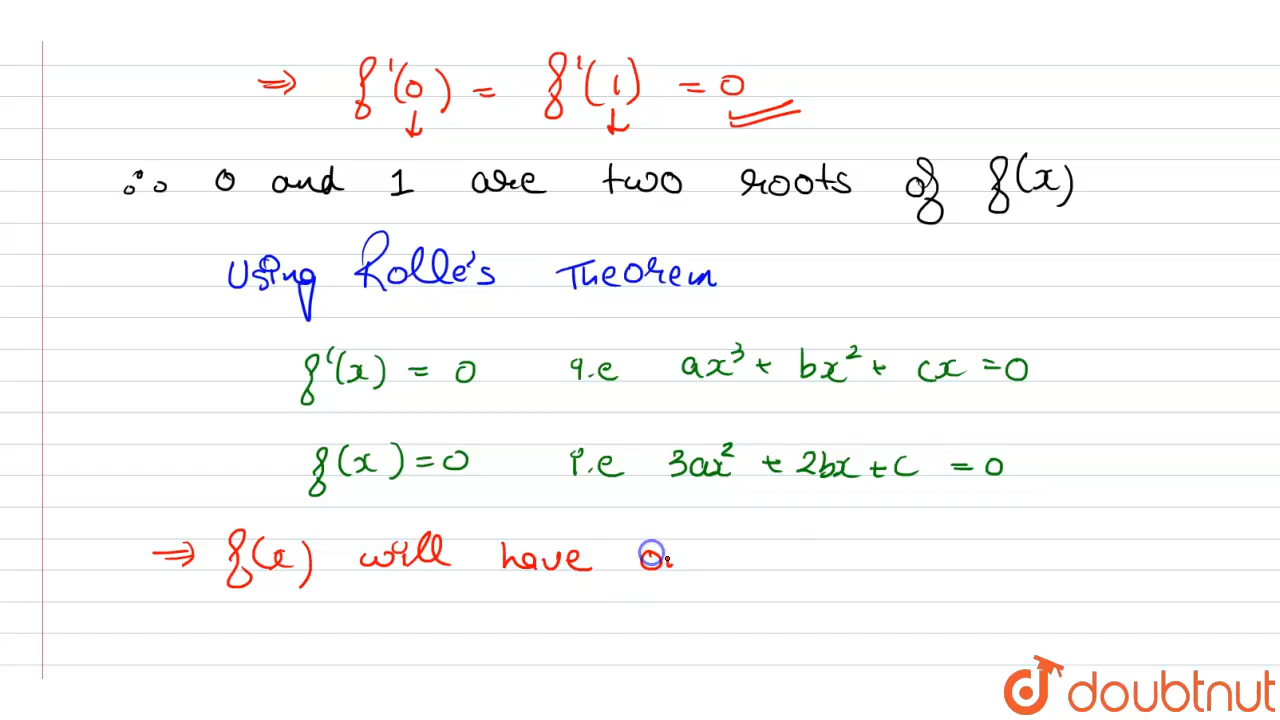 ⇒ f'(0) = f'(1) = 0
∴ 0 and 1 are two roots of f(x)
Using Rolle's Theorem
f'(x) = 0 i.e ax³ + bx² + cx = 0
f(x) = 0 i.e 3ax² + 2bx + c = 0
⇒ f(x) will have
doubtnut